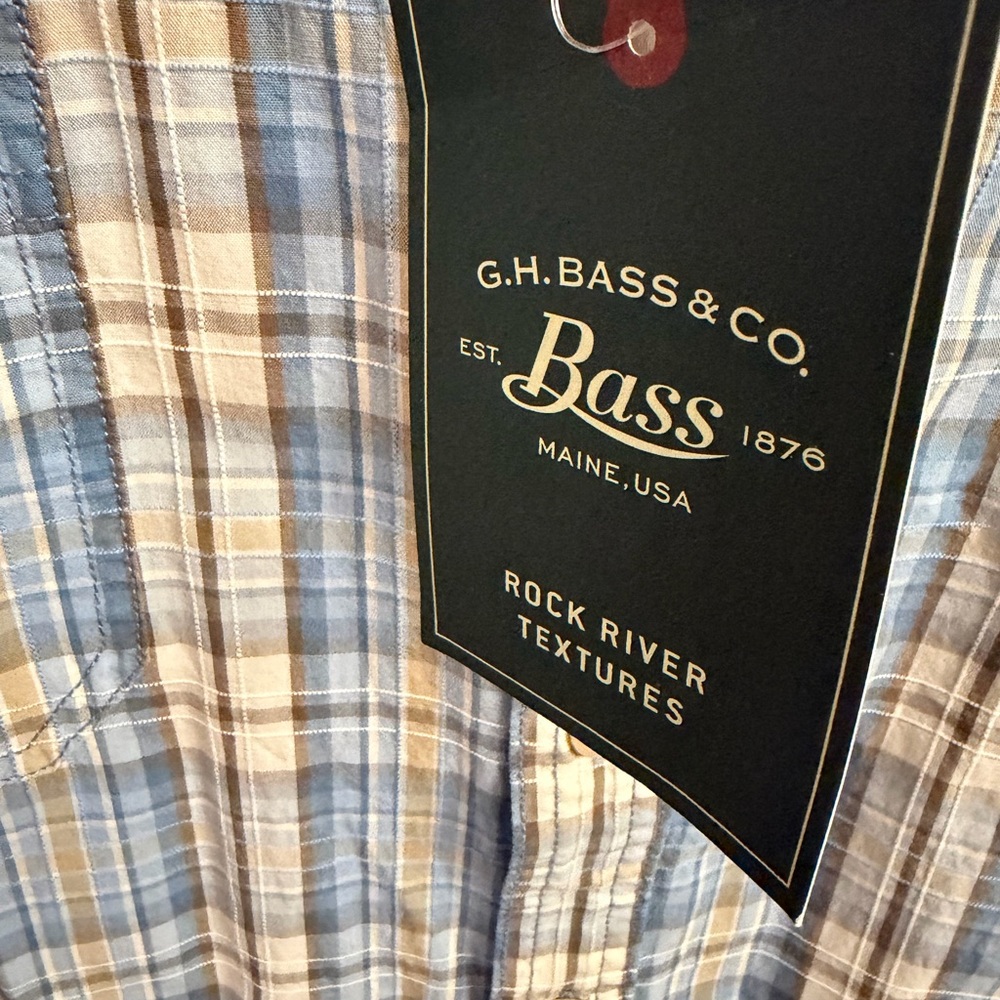 G.H. BASS & CO.
EST. Bass 1876
MAINE, USA
ROCK RIVER
TEXTURES